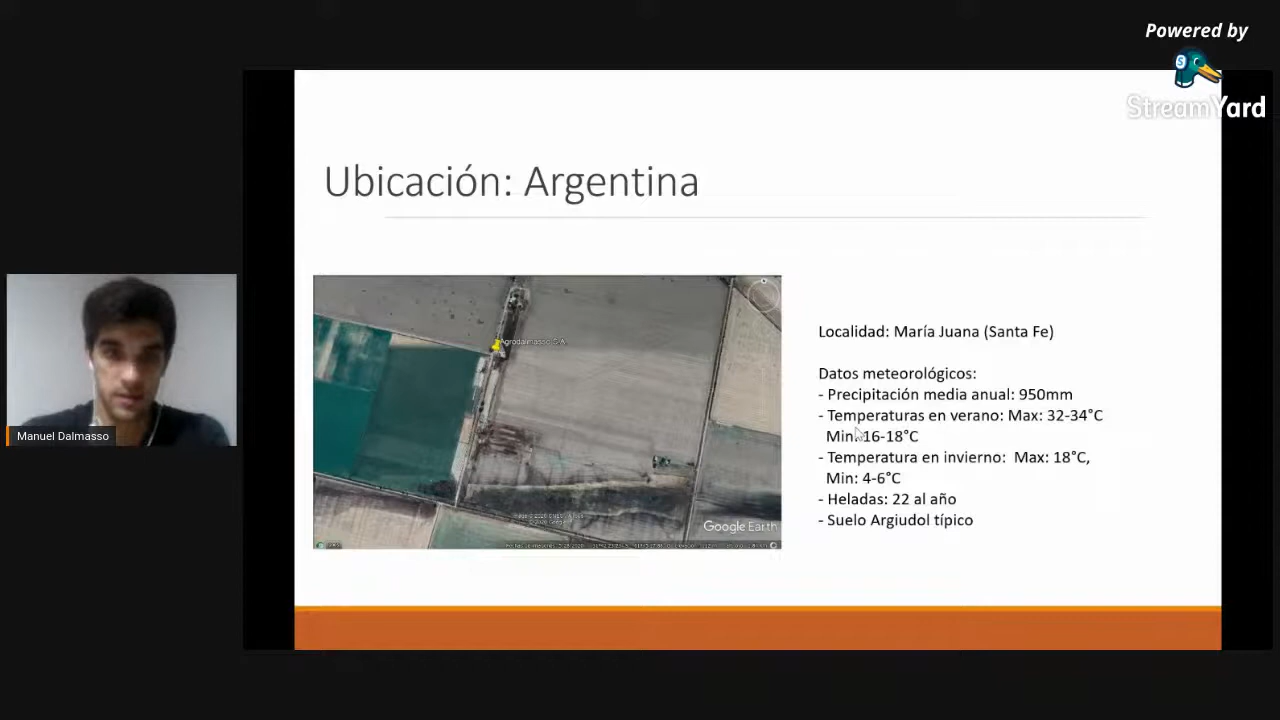 Powered by
StreamYard
Ubicación: Argentina
Agrodalmasso S.A.
Localidad: María Juana (Santa Fe)
Datos meteorológicos:
- Precipitación media anual: 950mm
- Temperaturas en verano: Max: 32-34°C
Min: 16-18°C
- Temperatura en invierno: Max: 18°C,
Min: 4-6°C
- Heladas: 22 al año
- Suelo Argiudol típico
Google Earth
Manuel Dalmasso